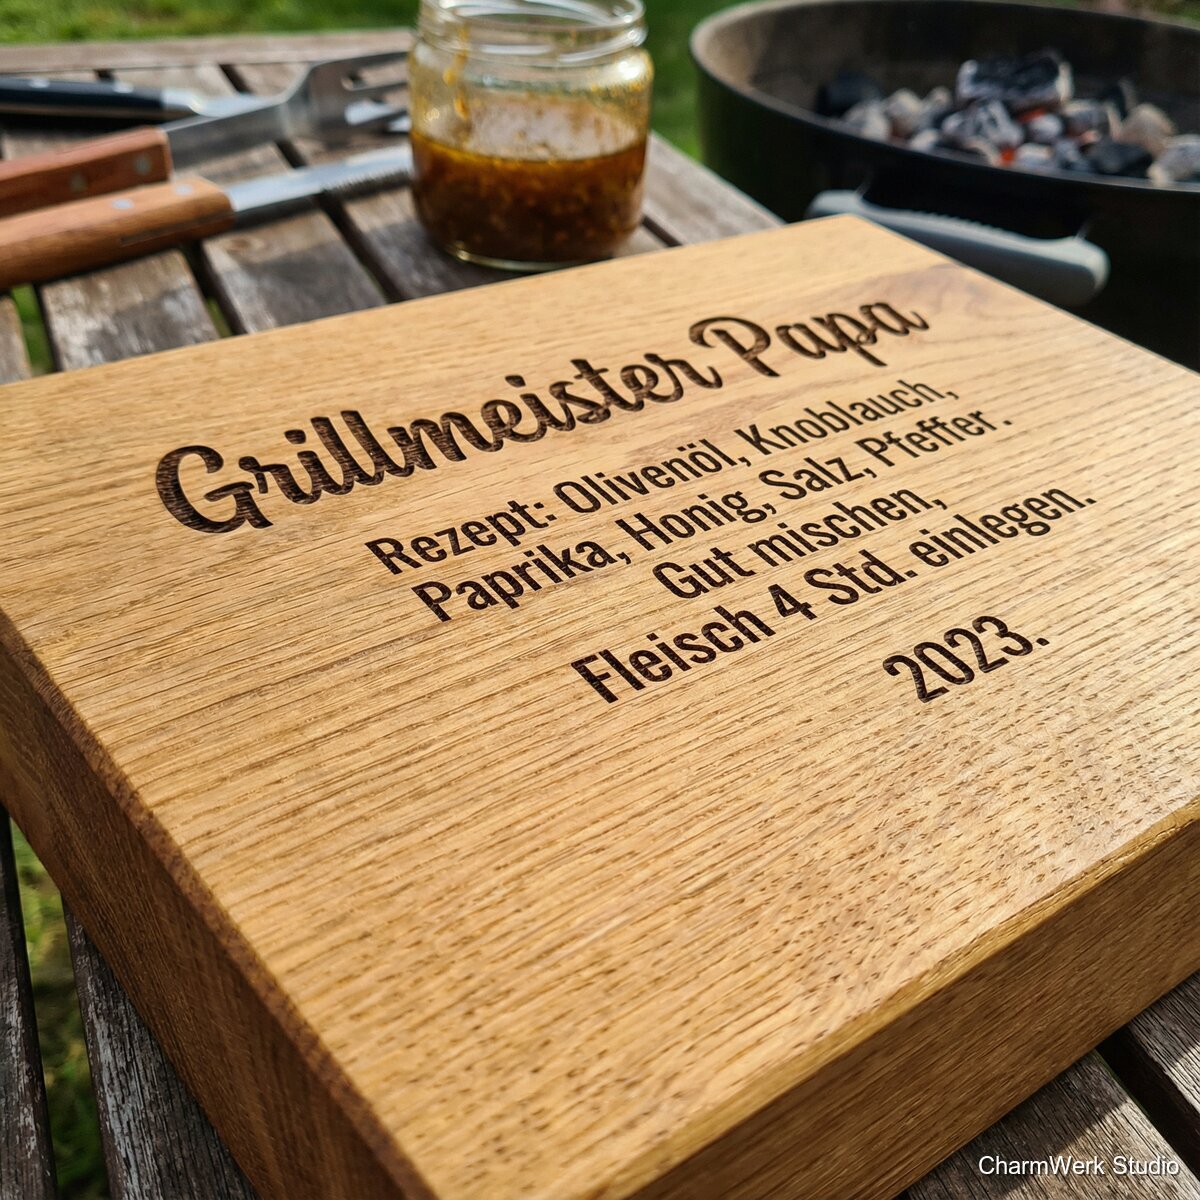 Grillmeister Papa
Rezept: Olivenöl, Knoblauch,
Paprika, Honig, Salz, Pfeffer.
Gut mischen,
Fleisch 4 Std. einlegen.
2023.
CharmWerk Studio